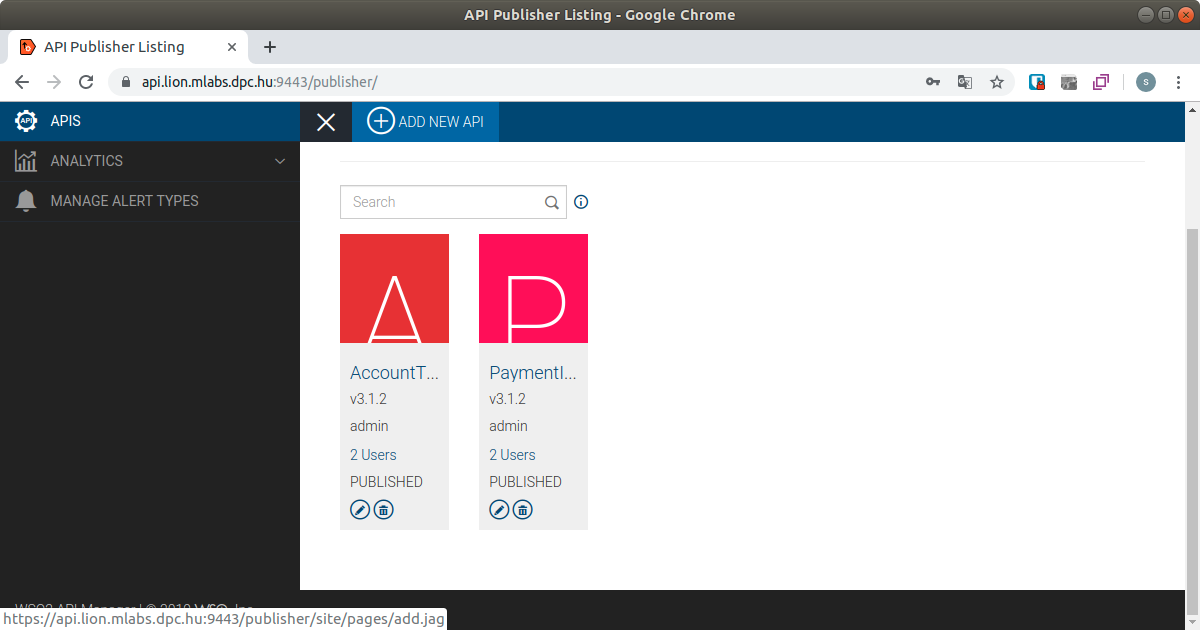 API Publisher Listing - Google Chrome
API Publisher Listing
api.lion.mlabs.dpc.hu:9443/publisher/
S
API
APIS
ADD NEW API
ANALYTICS
MANAGE ALERT TYPES
Search
A
P
AccountT...
PaymentI...
v3.1.2
v3.1.2
admin
admin
2 Users
2 Users
PUBLISHED
PUBLISHED
WSO2 API Manager | © 2019 WSO2, Inc.
https://api.lion.mlabs.dpc.hu:9443/publisher/site/pages/add.jag